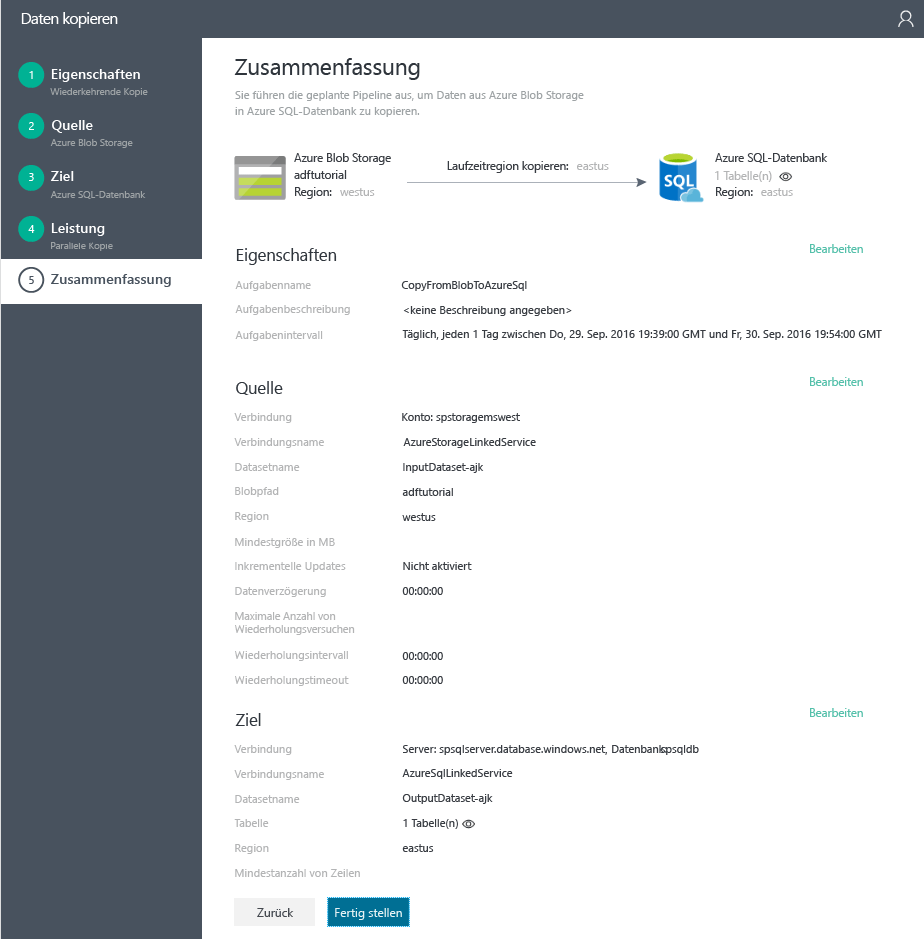 Daten kopieren
1
Eigenschaften
Wiederkehrende Kopie
2
Quelle
Azure Blob Storage
3
Ziel
Azure SQL-Datenbank
4
Leistung
Parallele Kopie
5
Zusammenfassung
Zusammenfassung
Sie führen die geplante Pipeline aus, um Daten aus Azure Blob Storage
in Azure SQL-Datenbank zu kopieren.
Azure Blob Storage
adftutorial
Region: westus
Laufzeitregion kopieren: eastus
SQL
Azure SQL-Datenbank
1 Tabelle(n)
Region: eastus
Eigenschaften
Bearbeiten
Aufgabenname CopyFromBlobToAzureSql
Aufgabenbeschreibung <keine Beschreibung angegeben>
Aufgabenintervall Täglich, jeden 1 Tag zwischen Do, 29. Sep. 2016 19:39:00 GMT und Fr, 30. Sep. 2016 19:54:00 GMT
Quelle
Bearbeiten
Verbindung Konto: spstoragemswest
Verbindungsname AzureStorageLinkedService
Datasetname InputDataset-ajk
Blobpfad adftutorial
Region westus
Mindestgröße in MB
Inkrementelle Updates Nicht aktiviert
Datenverzögerung 00:00:00
Maximale Anzahl von
Wiederholungsversuchen
Wiederholungsintervall 00:00:00
Wiederholungstimeout 00:00:00
Ziel
Bearbeiten
Verbindung Server: spsqlserver.database.windows.net, Datenbank:spsqldb
Verbindungsname AzureSqlLinkedService
Datasetname OutputDataset-ajk
Tabelle 1 Tabelle(n)
Region eastus
Mindestanzahl von Zeilen
Zurück
Fertig stellen